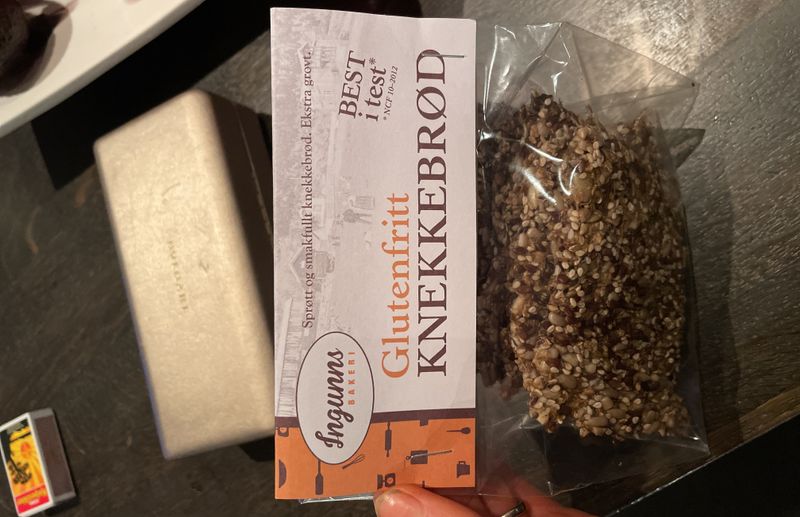 Sprøtt og smakfullt knekkebrød. Ekstra grovt.
BEST
i test*
* NCF 10-2012
Glutenfritt
KNEKKEBRØD
Ingunns
BAKERI